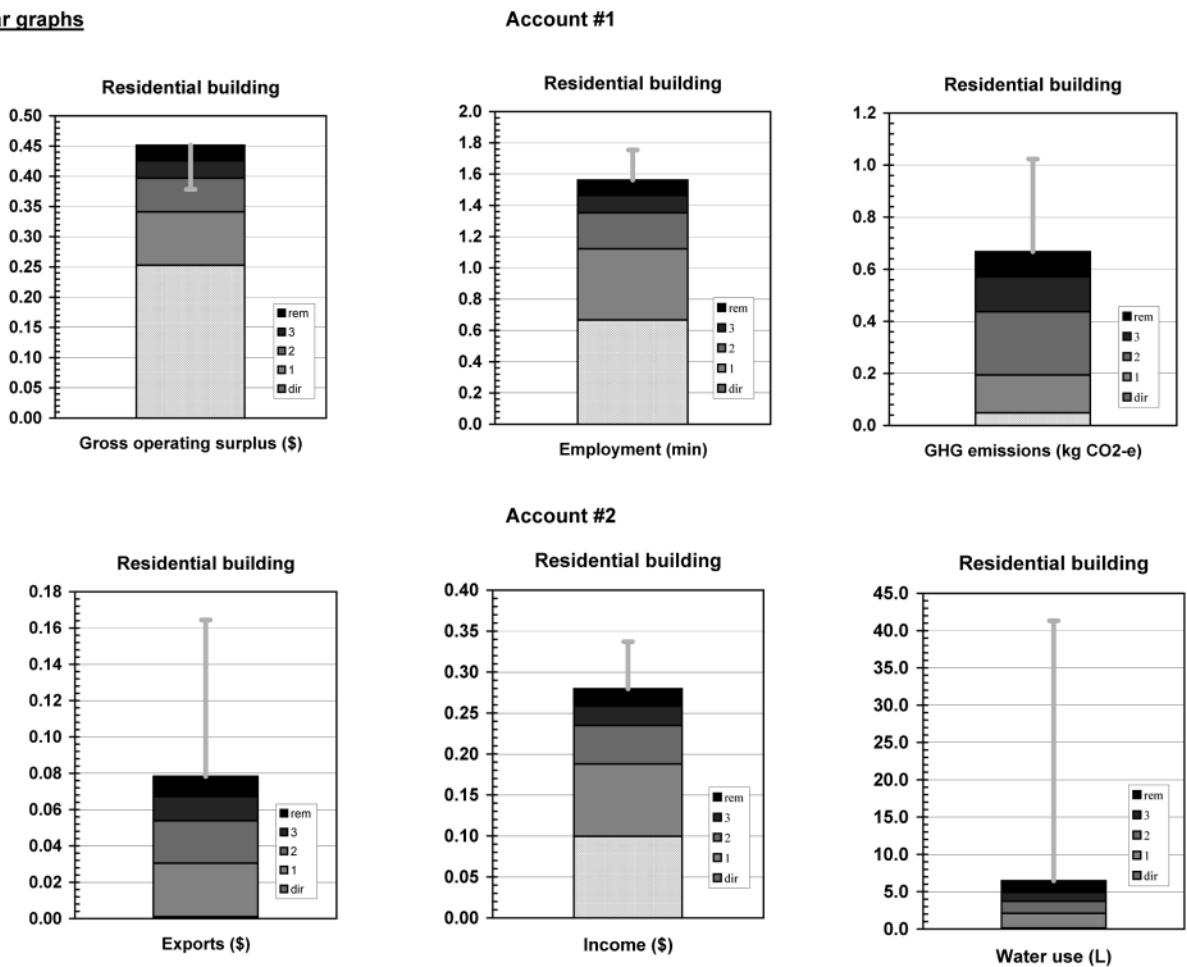 ar graphs
Account #1
Residential building
0.50
0.45
0.40
0.35
0.30
0.25
0.20
0.15
0.10
0.05
0.00
rem
3
2
1
dir
Gross operating surplus ($)
Residential building
2.0
1.8
1.6
1.4
1.2
1.0
0.8
0.6
0.4
0.2
0.0
rem
3
2
1
dir
Employment (min)
Residential building
1.2
1.0
0.8
0.6
0.4
0.2
0.0
rem
3
2
1
dir
GHG emissions (kg CO2-e)
Account #2
Residential building
0.18
0.16
0.14
0.12
0.10
0.08
0.06
0.04
0.02
0.00
rem
3
2
1
dir
Exports ($)
Residential building
0.40
0.35
0.30
0.25
0.20
0.15
0.10
0.05
0.00
rem
3
2
1
dir
Income ($)
Residential building
45.0
40.0
35.0
30.0
25.0
20.0
15.0
10.0
5.0
0.0
rem
3
2
1
dir
Water use (L)